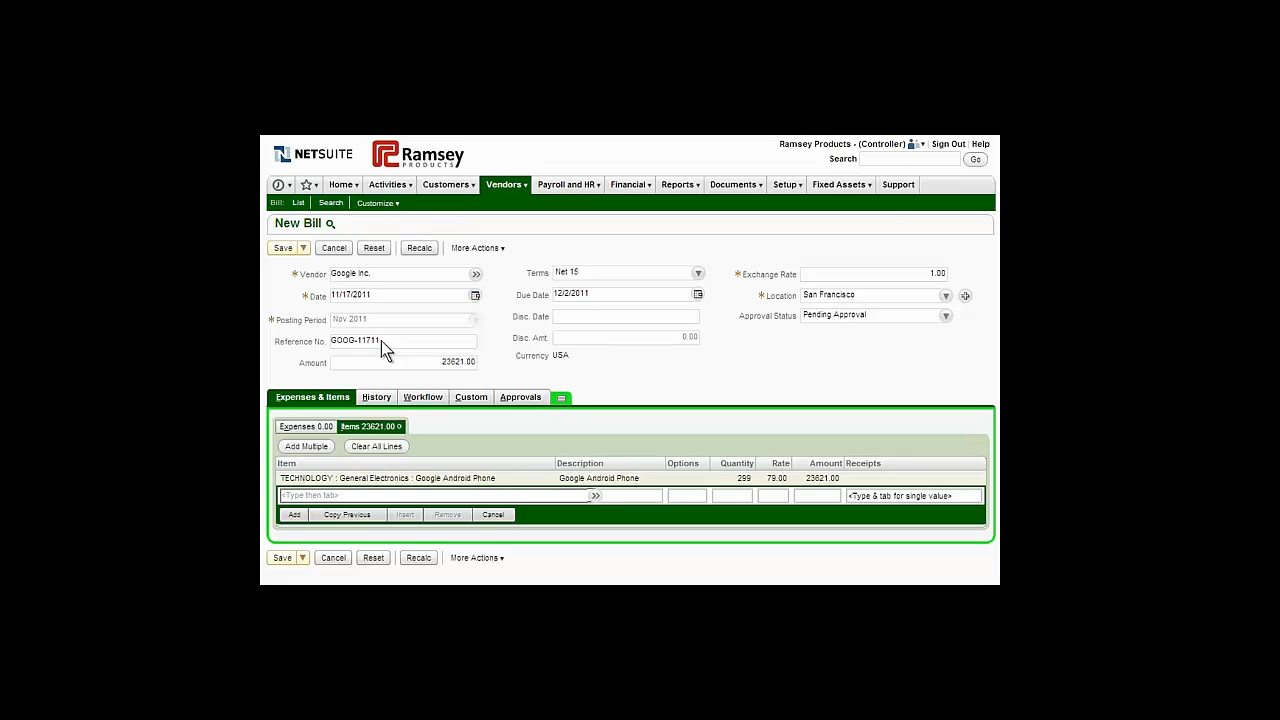 NETSUITE Ramsey PRODUCTS Ramsey Products - (Controller) Sign Out | Help
Search Go
Home Activities Customers Vendors Payroll and HR Financial Reports Documents Setup Fixed Assets Support
Bill: List Search Customize
New Bill
Save Cancel Reset Recalc More Actions
* Vendor Google Inc. Terms Net 15 * Exchange Rate 1.00
* Date 11/17/2011 Due Date 12/2/2011 * Location San Francisco
* Posting Period Nov 2011 Disc. Date Approval Status Pending Approval
Reference No. GOOG-11711 Disc. Amt. 0.00
Amount 23621.00 Currency USA
Expenses & Items History Workflow Custom Approvals
Expenses 0.00 Items 23621.00
Add Multiple Clear All Lines
Item Description Options Quantity Rate Amount Receipts
TECHNOLOGY : General Electronics : Google Android Phone Google Android Phone 299 79.00 23621.00
<Type then tab> <Type & tab for single value>
Add Copy Previous Insert Remove Cancel
Save Cancel Reset Recalc More Actions